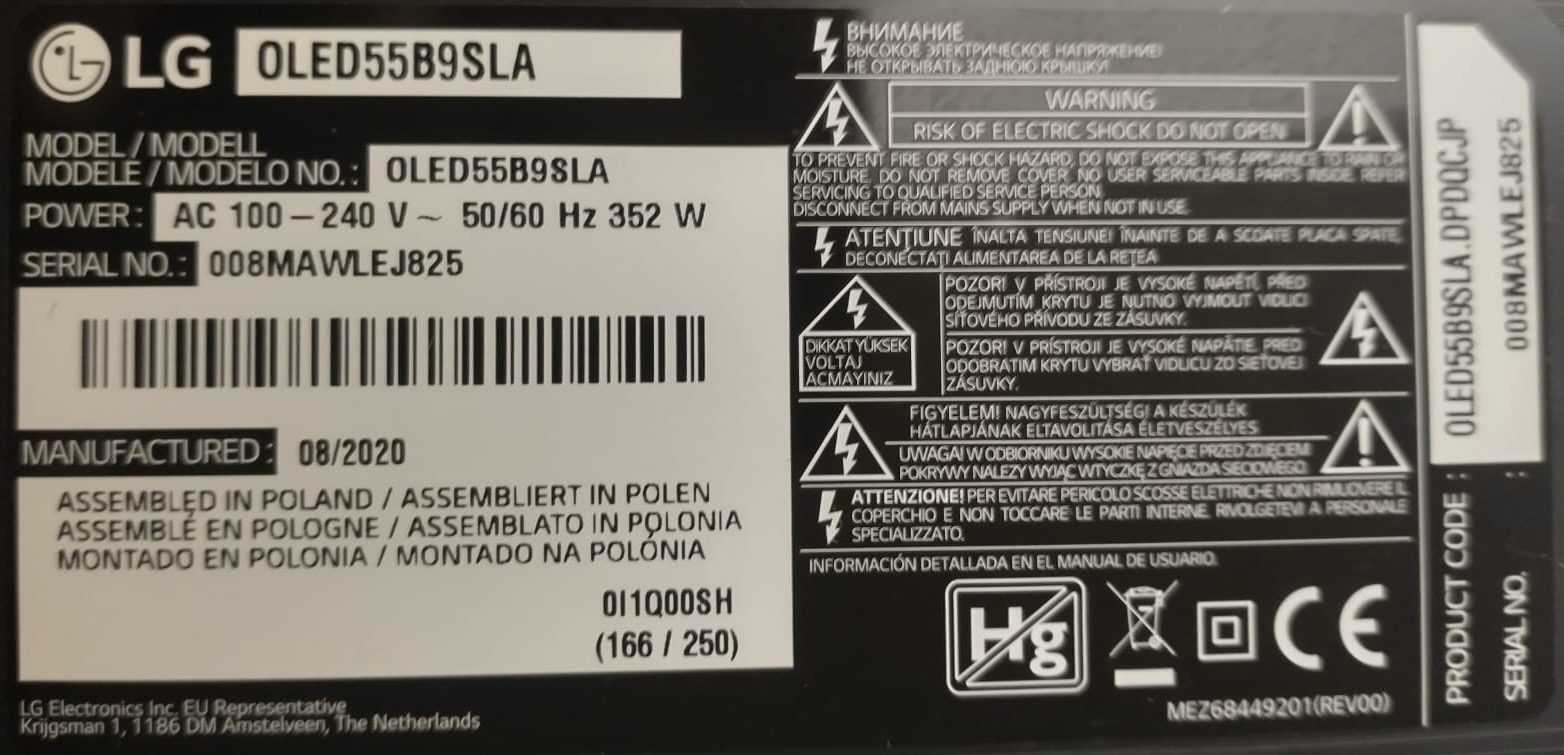 LG OLED55B9SLA
MODEL / MODELL
MODÈLE / MODELO NO. : OLED55B9SLA
POWER : AC 100 – 240 V ~ 50/60 Hz 352 W
SERIAL NO. : 008MAWLEJ825
MANUFACTURED : 08/2020
ASSEMBLED IN POLAND / ASSEMBLIERT IN POLEN
ASSEMBLÉ EN POLOGNE / ASSEMBLATO IN POLONIA
MONTADO EN POLONIA / MONTADO NA POLÓNIA
0I1Q00SH
(166 / 250)
LG Electronics Inc. EU Representative
Krijgsman 1, 1186 DM Amstelveen, The Netherlands
ВНИМАНИЕ
ВЫСОКОЕ ЭЛЕКТРИЧЕСКОЕ НАПРЯЖЕНИЕ!
НЕ ОТКРЫВАТЬ ЗАДНЮЮ КРЫШКУ!
WARNING
RISK OF ELECTRIC SHOCK DO NOT OPEN
TO PREVENT FIRE OR SHOCK HAZARD, DO NOT EXPOSE THIS APPLIANCE TO RAIN OR
MOISTURE. DO NOT REMOVE COVER. NO USER SERVICEABLE PARTS INSIDE. REFER
SERVICING TO QUALIFIED SERVICE PERSON.
DISCONNECT FROM MAINS SUPPLY WHEN NOT IN USE.
ATENŢIUNE ÎNALTA TENSIUNE! ÎNAINTE DE A SCOATE PLACA SPATE,
DECONECTAŢI ALIMENTAREA DE LA REŢEA
DİKKAT YÜKSEK
VOLTAJ
AÇMAYINIZ
POZOR! V PŘÍSTROJI JE VYSOKÉ NAPĚTÍ, PŘED
ODEJMUTÍM KRYTU JE NUTNO VYJMOUT VIDLICI
SÍŤOVÉHO PŘÍVODU ZE ZÁSUVKY.
POZOR! V PRÍSTROJI JE VYSOKÉ NAPÄTIE, PRED
ODOBRATIM KRYTU VYBRAŤ VIDLICU ZO SIEŤOVEJ
ZÁSUVKY.
FIGYELEM! NAGYFESZÜLTSÉG! A KÉSZÜLÉK
HÁTLAPJÁNAK ELTAVOLITÁSA ÉLETVESZÉLYES
UWAGA! W ODBIORNIKU WYSOKIE NAPIĘCIE PRZED ZDJĘCIEM
POKRYWY NALEŻY WYJĄĆ WTYCZKĘ Z GNIAZDA SIECIOWEGO
ATTENZIONE! PER EVITARE PERICOLO SCOSSE ELETTRICHE NON RIMUOVERE IL
COPERCHIO E NON TOCCARE LE PARTI INTERNE. RIVOLGETEVI A PERSONALE
SPECIALIZZATO.
INFORMACIÓN DETALLADA EN EL MANUAL DE USUARIO.
Hg
CE
MEZ68449201(REV00)
PRODUCT CODE : OLED55B9SLA.DPDQCJP
SERIAL NO. : 008MAWLEJ825